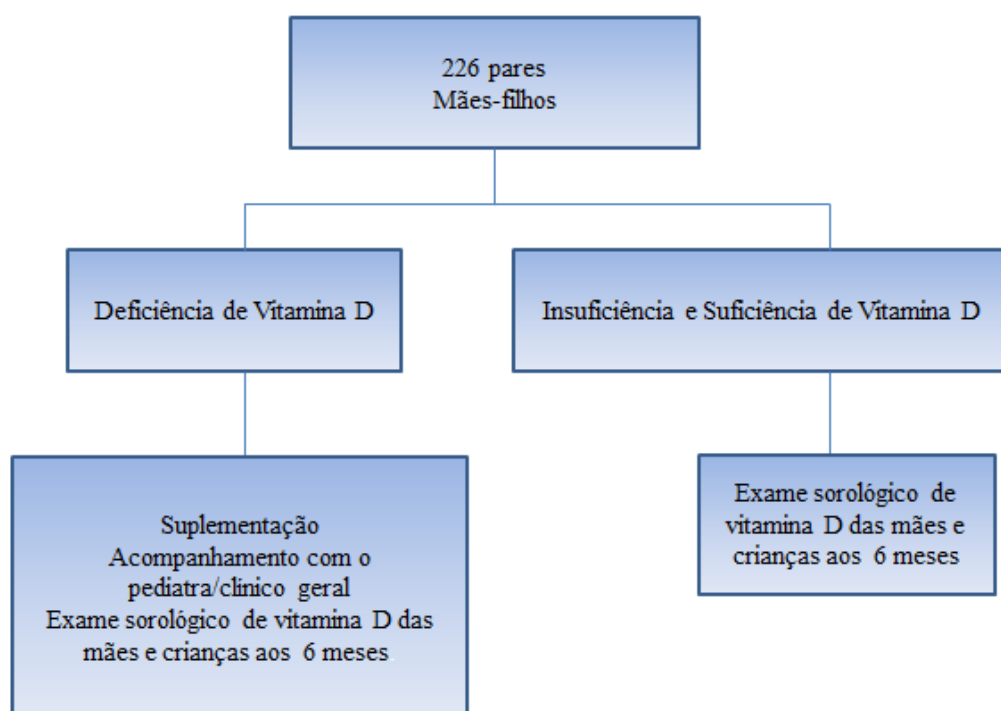 226 pares
Mães-filhos
Deficiência de Vitamina D
Insuficiência e Suficiência de Vitamina D
Suplementação
Acompanhamento com o
pediatra/clínico geral
Exame sorológico de vitamina D das
mães e crianças aos 6 meses
Exame sorológico de
vitamina D das mães e
crianças aos 6 meses